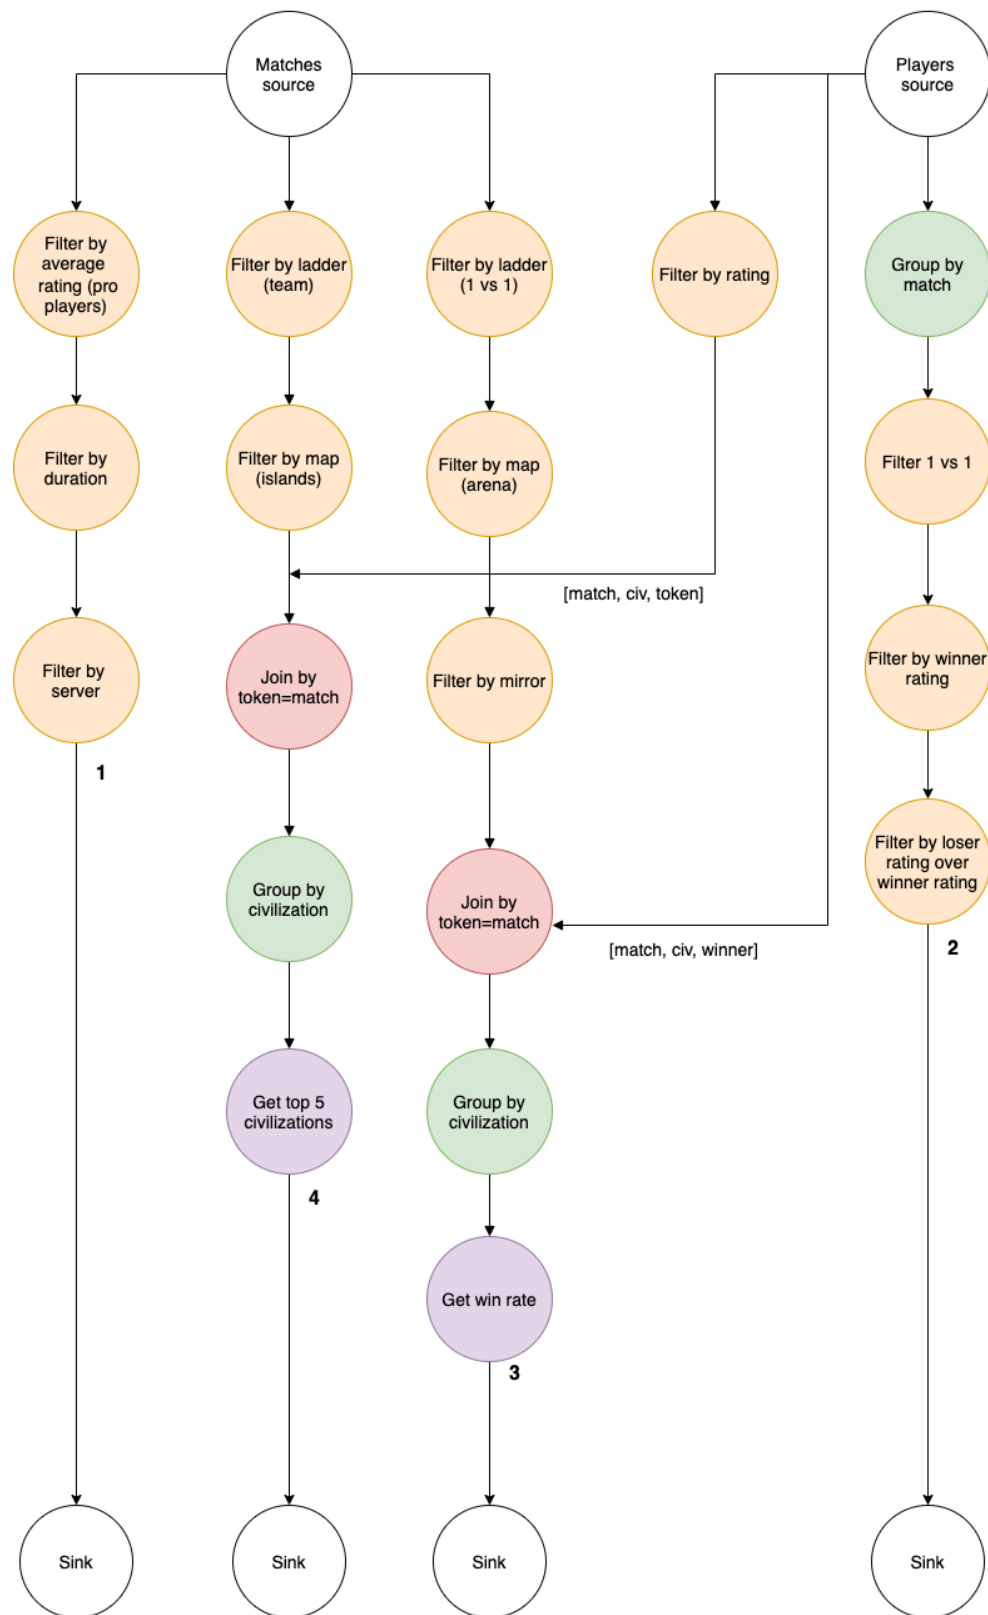 Matches
source
Players
source
Filter by
average
rating (pro
players)
Filter by ladder
(team)
Filter by ladder
(1 vs 1)
Filter by rating
Group by
match
Filter by
duration
Filter by map
(islands)
Filter by map
(arena)
Filter 1 vs 1
[match, civ, token]
Filter by
server
Join by
token=match
Filter by mirror
Filter by winner
rating
1
Group by
civilization
Join by
token=match
Filter by loser
rating over
winner rating
[match, civ, winner]
2
Get top 5
civilizations
Group by
civilization
4
Get win rate
3
Sink
Sink
Sink
Sink